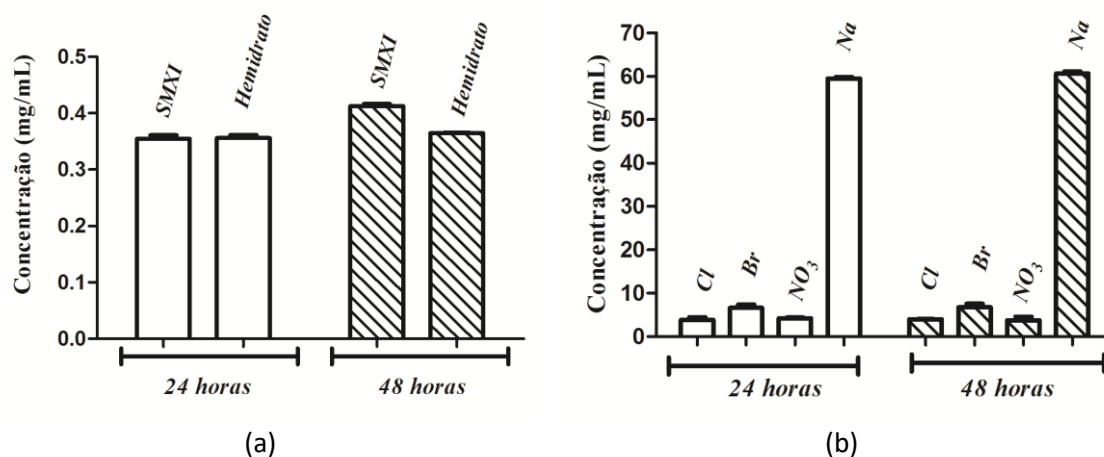 Concentração (mg/mL)
0.5
0.4
0.3
0.2
0.1
0.0
SMXI
Hemidrato
SMXI
Hemidrato
24 horas
48 horas
(a)
Concentração (mg/mL)
70
60
50
40
30
20
10
0
Cl
Br
NO₃
Na
Cl
Br
NO₃
Na
24 horas
48 horas
(b)